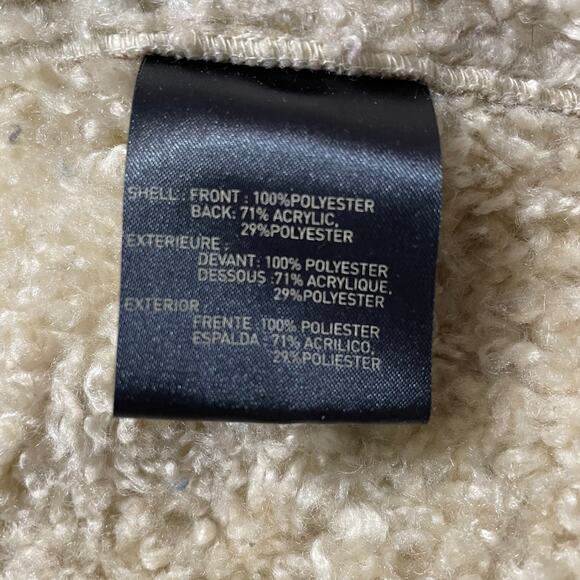 SHELL: FRONT : 100%POLYESTER
BACK: 71% ACRYLIC,
29%POLYESTER
EXTERIEURE :
DEVANT: 100% POLYESTER
DESSOUS :71% ACRYLIQUE,
29%POLYESTER
EXTERIOR :
FRENTE :100% POLIESTER
ESPALDA : 71% ACRILICO,
29%POLIESTER